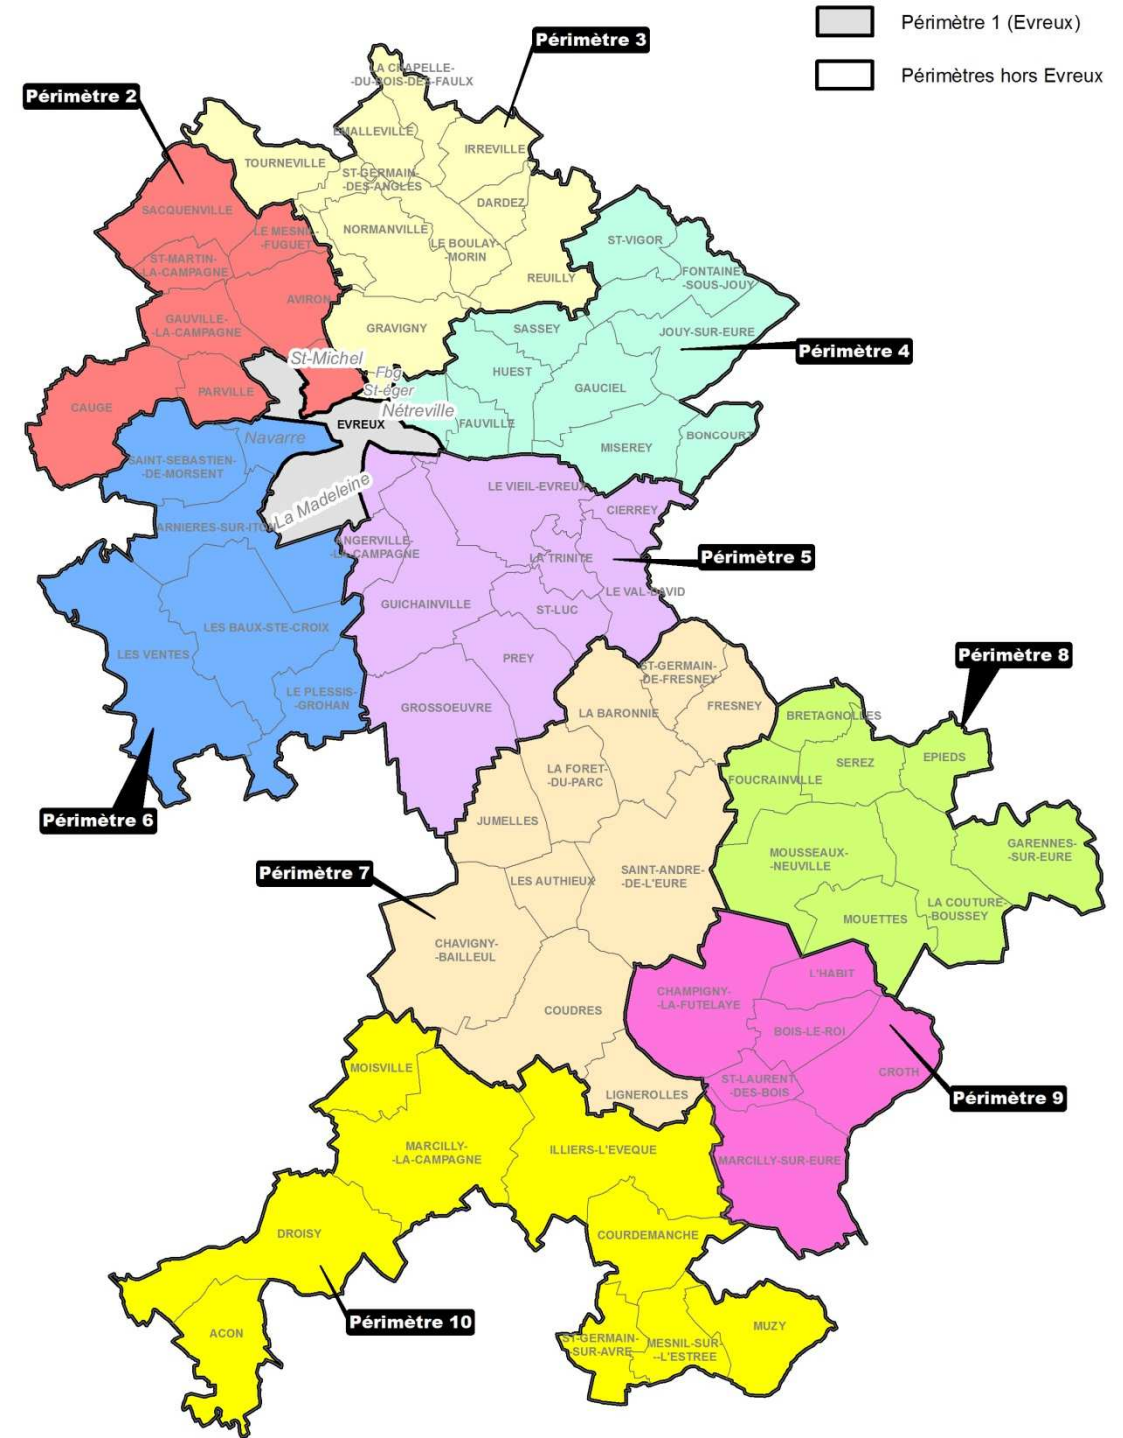 Périmètre 1 (Evreux)
Périmètres hors Evreux
Périmètre 3
LA CHAPELLE-
-DU-BOIS-DES-FAULX
Périmètre 2
EMALLEVILLE
IRREVILLE
TOURNEVILLE
ST-GERMAIN-
-DES-ANGLES
DARDEZ
SACQUENVILLE
LE MESNIL-
-FUGUET
NORMANVILLE
LE BOULAY-
-MORIN
ST-VIGOR
ST-MARTIN-
-LA-CAMPAGNE
REUILLY
FONTAINE
-SOUS-JOUY
AVIRON
GAUVILLE-
-LA-CAMPAGNE
GRAVIGNY
SASSEY
JOUY-SUR-EURE
Périmètre 4
St-Michel
Fbg
St-éger
HUEST
GAUCIEL
PARVILLE
CAUGE
Nétreville
EVREUX
FAUVILLE
Navarre
MISEREY
BONCOURT
SAINT-SEBASTIEN-
-DE-MORSENT
La Madeleine
LE VIEIL-EVREUX
CIERREY
ARNIERES-SUR-ITON
ANGERVILLE-
-LA-CAMPAGNE
LA TRINITE
Périmètre 5
LE VAL-DAVID
GUICHAINVILLE
ST-LUC
LES BAUX-STE-CROIX
LES VENTES
PREY
Périmètre 8
ST-GERMAIN-
-DE-FRESNEY
LE PLESSIS-
-GROHAN
GROSSOEUVRE
LA BARONNIE
FRESNEY
BRETAGNOLLES
SEREZ
EPIEDS
LA FORET-
-DU-PARC
FOUCRAINVILLE
Périmètre 6
JUMELLES
GARENNES-
-SUR-EURE
MOUSSEAUX-
-NEUVILLE
Périmètre 7
LES AUTHIEUX
SAINT-ANDRE-
-DE-L'EURE
LA COUTURE-
-BOUSSEY
MOUETTES
CHAVIGNY-
-BAILLEUL
L'HABIT
CHAMPIGNY-
-LA-FUTELAYE
COUDRES
BOIS-LE-ROI
MOISVILLE
CROTH
ST-LAURENT
-DES-BOIS
LIGNEROLLES
Périmètre 9
MARCILLY-
-LA-CAMPAGNE
ILLIERS-L'EVEQUE
MARCILLY-SUR-EURE
DROISY
COURDEMANCHE
Périmètre 10
ACON
MUZY
ST-GERMAIN-
-SUR-AVRE
MESNIL-SUR-
--L'ESTREE